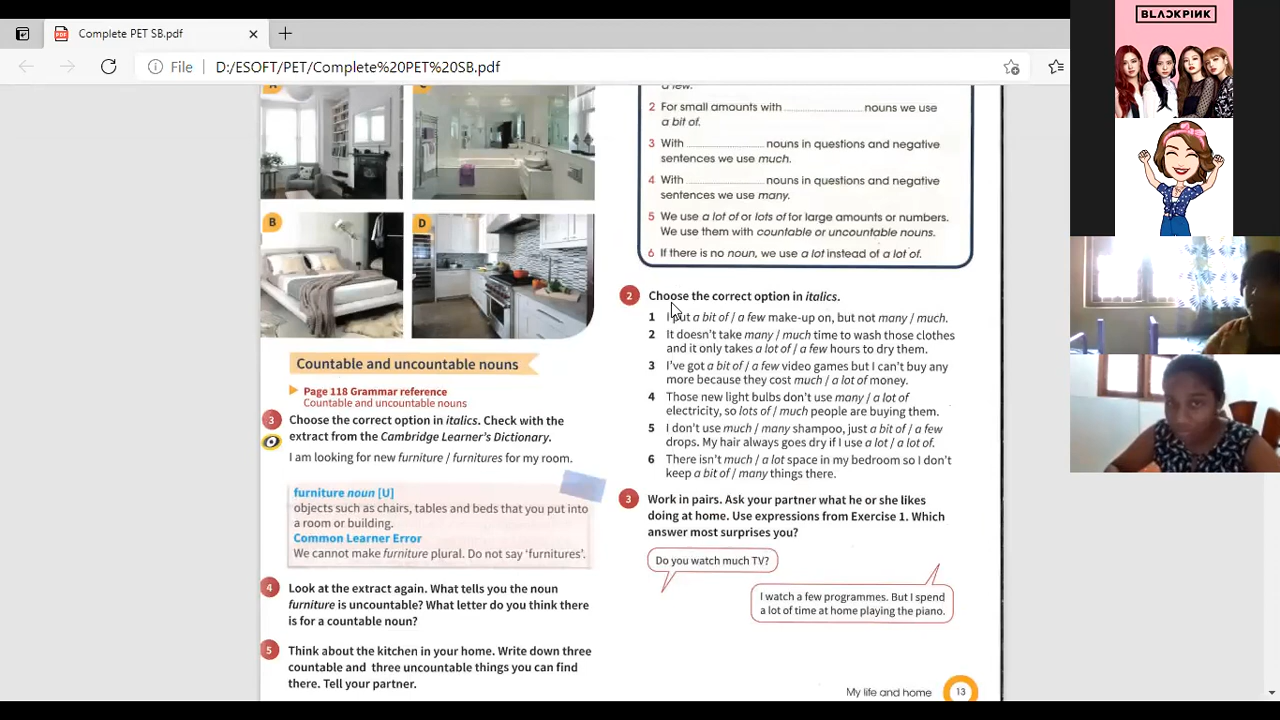 Complete PET SB.pdf
File
D:/ESOFT/PET/Complete%20PET%20SB.pdf
BLACKPINK
A
C
B
D
Countable and uncountable nouns
Page 118 Grammar reference
Countable and uncountable nouns
3 Choose the correct option in italics. Check with the
extract from the Cambridge Learner's Dictionary.
I am looking for new furniture / furnitures for my room.
furniture noun [U]
objects such as chairs, tables and beds that you put into
a room or building.
Common Learner Error
We cannot make furniture plural. Do not say 'furnitures'.
4 Look at the extract again. What tells you the noun
furniture is uncountable? What letter do you think there
is for a countable noun?
5 Think about the kitchen in your home. Write down three
countable and three uncountable things you can find
there. Tell your partner.
a few.
2 For small amounts with .................... nouns we use
a bit of.
3 With .................... nouns in questions and negative
sentences we use much.
4 With .................... nouns in questions and negative
sentences we use many.
5 We use a lot of or lots of for large amounts or numbers.
We use them with countable or uncountable nouns.
6 If there is no noun, we use a lot instead of a lot of.
2 Choose the correct option in italics.
1 I put a bit of / a few make-up on, but not many / much.
2 It doesn't take many / much time to wash those clothes
and it only takes a lot of / a few hours to dry them.
3 I've got a bit of / a few video games but I can't buy any
more because they cost much / a lot of money.
4 Those new light bulbs don't use many / a lot of
electricity, so lots of / much people are buying them.
5 I don't use much / many shampoo, just a bit of / a few
drops. My hair always goes dry if I use a lot / a lot of.
6 There isn't much / a lot space in my bedroom so I don't
keep a bit of / many things there.
3 Work in pairs. Ask your partner what he or she likes
doing at home. Use expressions from Exercise 1. Which
answer most surprises you?
Do you watch much TV?
I watch a few programmes. But I spend
a lot of time at home playing the piano.
My life and home 13